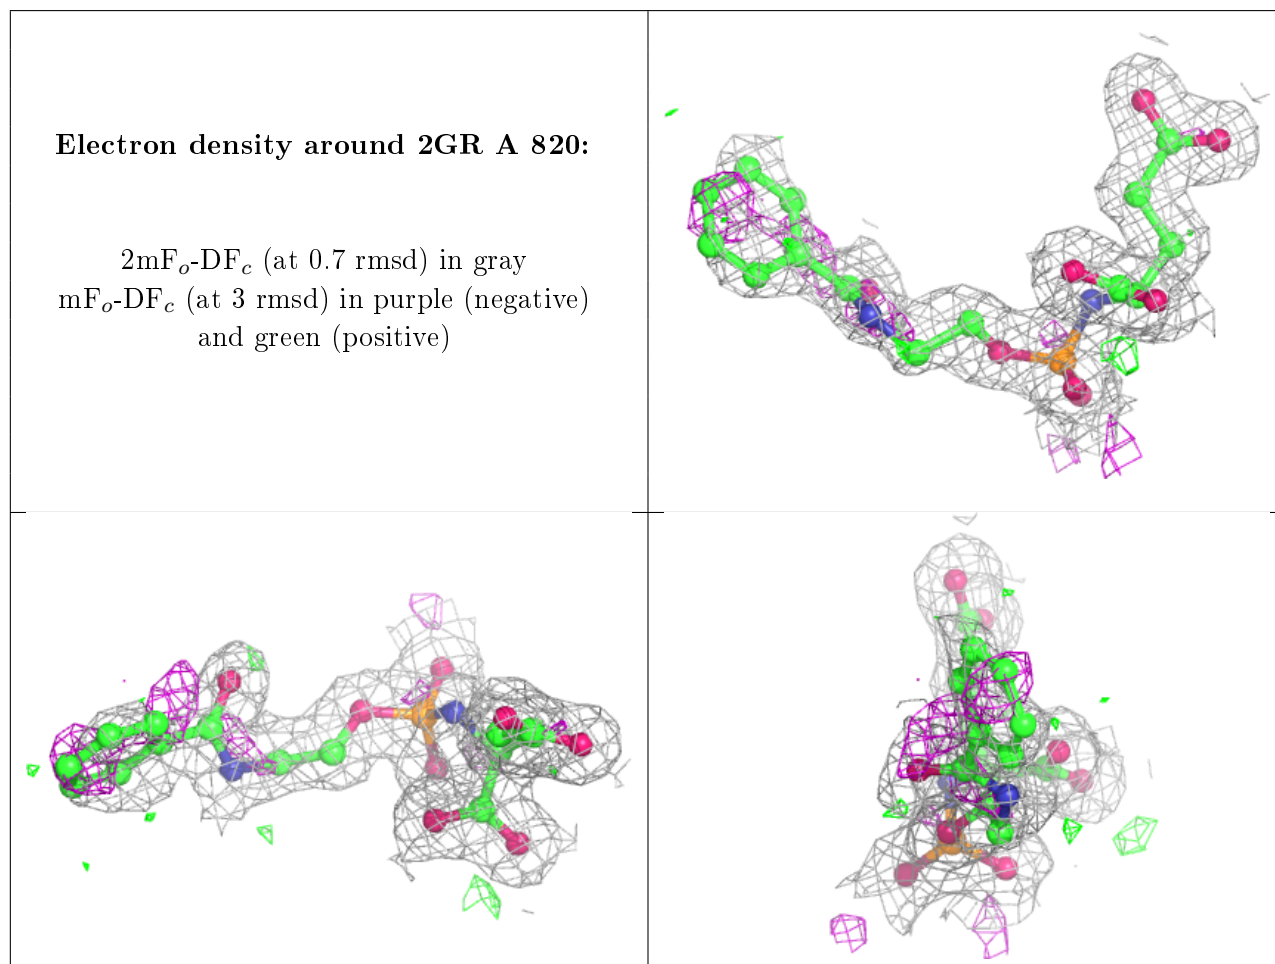 Electron density around 2GR A 820:
2mFₒ-DF𝒸 (at 0.7 rmsd) in gray
mFₒ-DF𝒸 (at 3 rmsd) in purple (negative)
and green (positive)